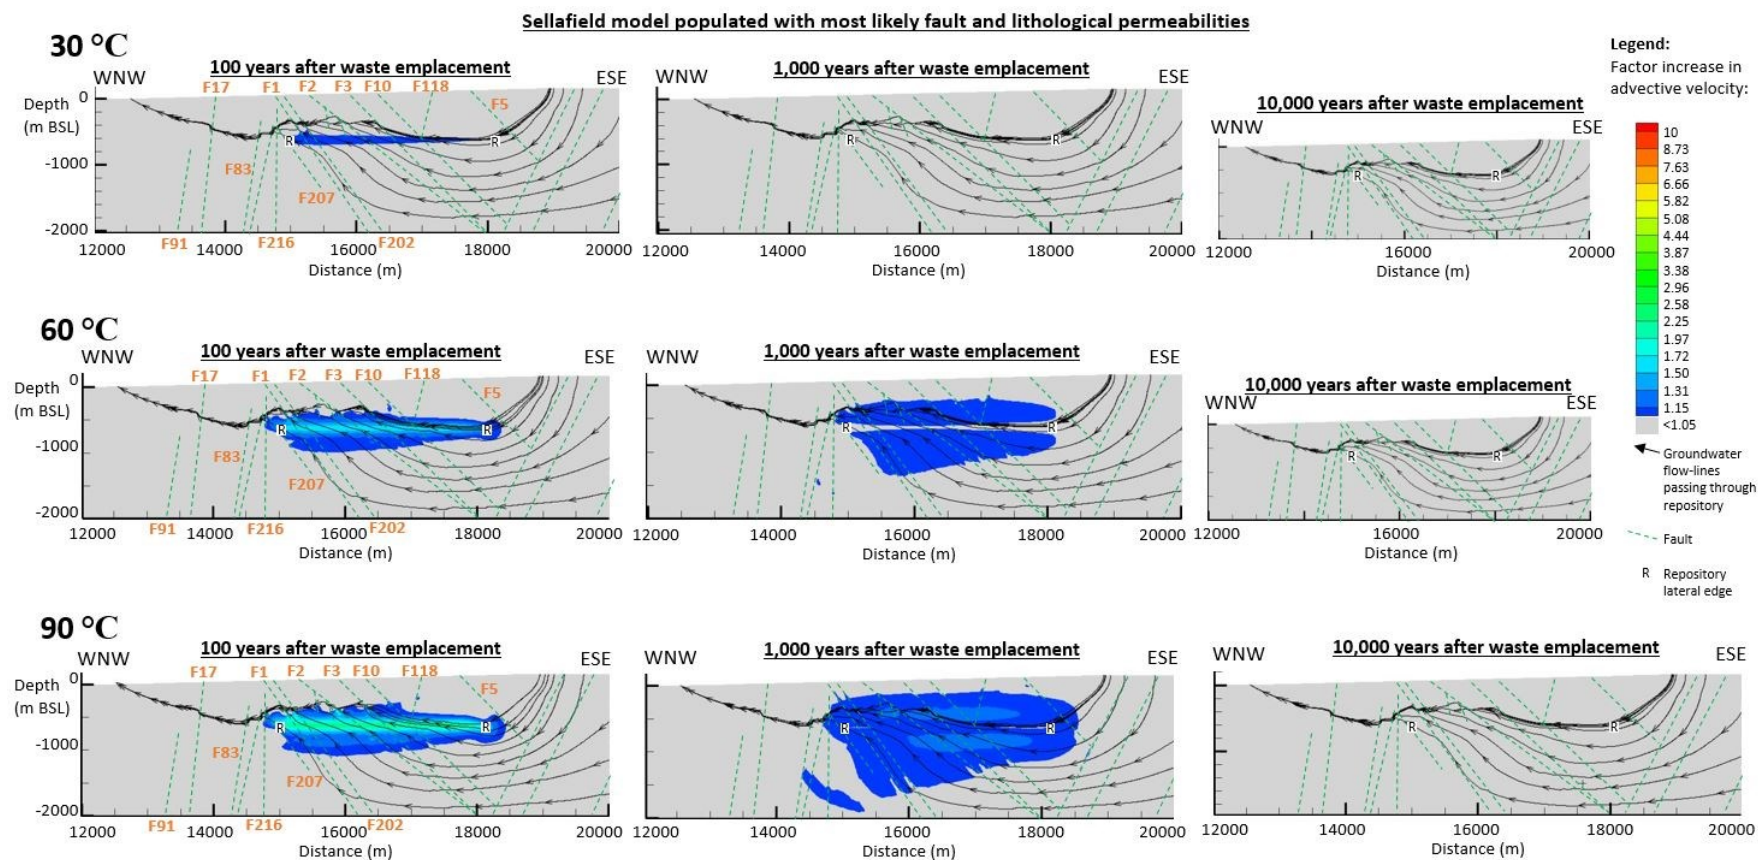 Sellafield model populated with most likely fault and lithological permeabilities
30 °C
WNW
100 years after waste emplacement
ESE
F17 F1 F2 F3 F10 F118
F5
Depth
(m BSL)
0
-1000
-2000
R R
F83
F207
F91 F216 F202
12000 14000 16000 18000 20000
Distance (m)
1,000 years after waste emplacement
R R
12000 14000 16000 18000 20000
Distance (m)
10,000 years after waste emplacement
WNW ESE
R R
12000 16000 20000
Distance (m)
60 °C
WNW
100 years after waste emplacement
ESE
F17 F1 F2 F3 F10 F118
F5
Depth
(m BSL)
0
-1000
-2000
R R
F83
F207
F91 F216 F202
12000 14000 16000 18000 20000
Distance (m)
WNW
1,000 years after waste emplacement
ESE
R R
12000 14000 16000 18000 20000
Distance (m)
10,000 years after waste emplacement
WNW ESE
R R
12000 16000 20000
Distance (m)
90 °C
WNW
100 years after waste emplacement
ESE
F17 F1 F2 F3 F10 F118
F5
Depth
(m BSL)
0
-1000
-2000
R R
F83
F207
F91 F216 F202
12000 14000 16000 18000 20000
Distance (m)
WNW
1,000 years after waste emplacement
ESE
R R
12000 14000 16000 18000 20000
Distance (m)
WNW
10,000 years after waste emplacement
ESE
R R
12000 14000 16000 18000 20000
Distance (m)
Legend:
Factor increase in
advective velocity:
10
8.73
7.63
6.66
5.82
5.08
4.44
3.87
3.38
2.96
2.58
2.25
1.97
1.72
1.50
1.31
1.15
<1.05
Groundwater
flow-lines
passing through
repository
Fault
R Repository
lateral edge